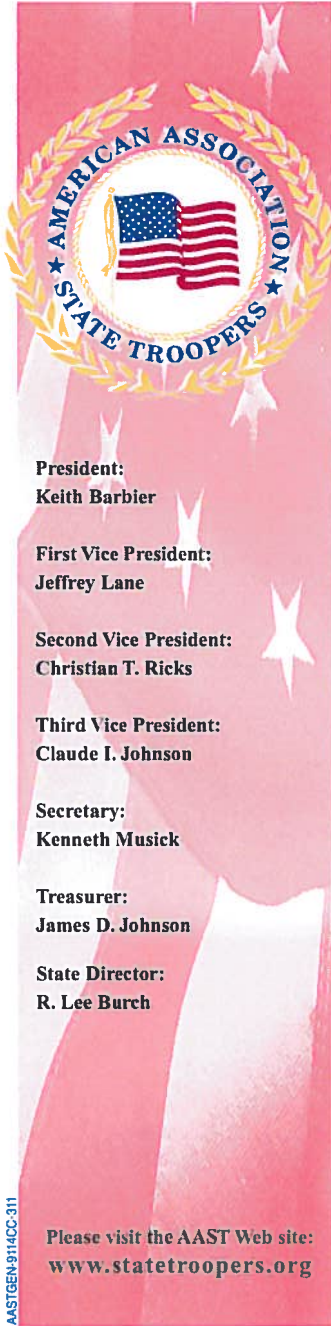 ★ AMERICAN ASSOCIATION ★
STATE TROOPERS
President:
Keith Barbier
First Vice President:
Jeffrey Lane
Second Vice President:
Christian T. Ricks
Third Vice President:
Claude I. Johnson
Secretary:
Kenneth Musick
Treasurer:
James D. Johnson
State Director:
R. Lee Burch
AASTGEN-9114CC-311
Please visit the AAST Web site:
www.statetroopers.org